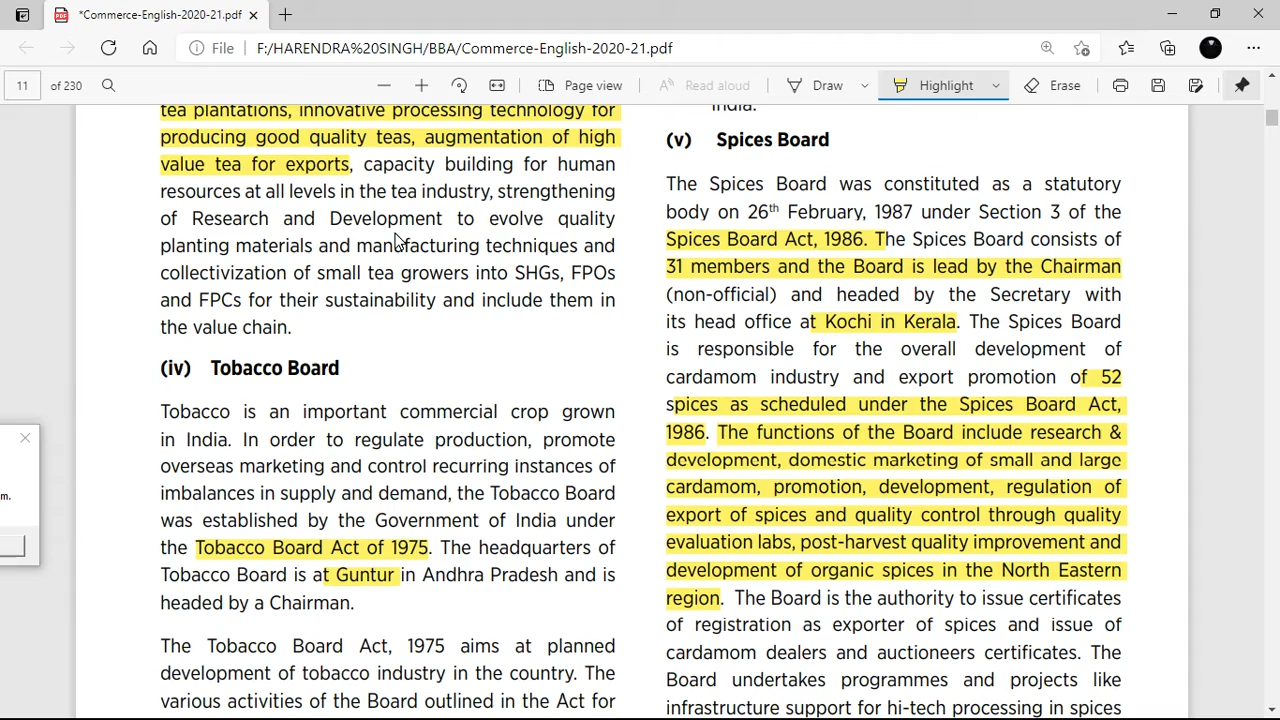 *Commerce-English-2020-21.pdf
File F:/HARENDRA%20SINGH/BBA/Commerce-English-2020-21.pdf
11 of 230 Page view Read aloud Draw Highlight Erase
tea plantations, innovative processing technology for
producing good quality teas, augmentation of high
value tea for exports, capacity building for human
resources at all levels in the tea industry, strengthening
of Research and Development to evolve quality
planting materials and manufacturing techniques and
collectivization of small tea growers into SHGs, FPOs
and FPCs for their sustainability and include them in
the value chain.
(iv) Tobacco Board
Tobacco is an important commercial crop grown
in India. In order to regulate production, promote
overseas marketing and control recurring instances of
imbalances in supply and demand, the Tobacco Board
was established by the Government of India under
the Tobacco Board Act of 1975. The headquarters of
Tobacco Board is at Guntur in Andhra Pradesh and is
headed by a Chairman.
The Tobacco Board Act, 1975 aims at planned
development of tobacco industry in the country. The
various activities of the Board outlined in the Act for
India.
(v) Spices Board
The Spices Board was constituted as a statutory
body on 26th February, 1987 under Section 3 of the
Spices Board Act, 1986. The Spices Board consists of
31 members and the Board is lead by the Chairman
(non-official) and headed by the Secretary with
its head office at Kochi in Kerala. The Spices Board
is responsible for the overall development of
cardamom industry and export promotion of 52
spices as scheduled under the Spices Board Act,
1986. The functions of the Board include research &
development, domestic marketing of small and large
cardamom, promotion, development, regulation of
export of spices and quality control through quality
evaluation labs, post-harvest quality improvement and
development of organic spices in the North Eastern
region. The Board is the authority to issue certificates
of registration as exporter of spices and issue of
cardamom dealers and auctioneers certificates. The
Board undertakes programmes and projects like
infrastructure support for hi-tech processing in spices
m.